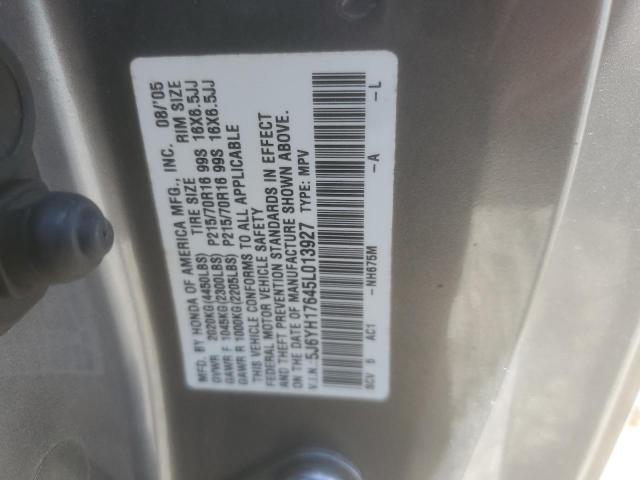 MFD. BY HONDA OF AMERICA MFG., INC. 08/'05
TIRE SIZE RIM SIZE
GVWR 2020KG(4450LBS)
GAWR F 1045KG(2300LBS) P215/70R16 99S 16X6.5JJ
GAWR R 1000KG(2205LBS) P215/70R16 99S 16X6.5JJ
THIS VEHICLE CONFORMS TO ALL APPLICABLE
FEDERAL MOTOR VEHICLE SAFETY
AND THEFT PREVENTION STANDARDS IN EFFECT
ON THE DATE OF MANUFACTURE SHOWN ABOVE.
V.I.N. 5J6YH17645L013927 TYPE: MPV
SCV 5 AC1 -NH675M -A -L